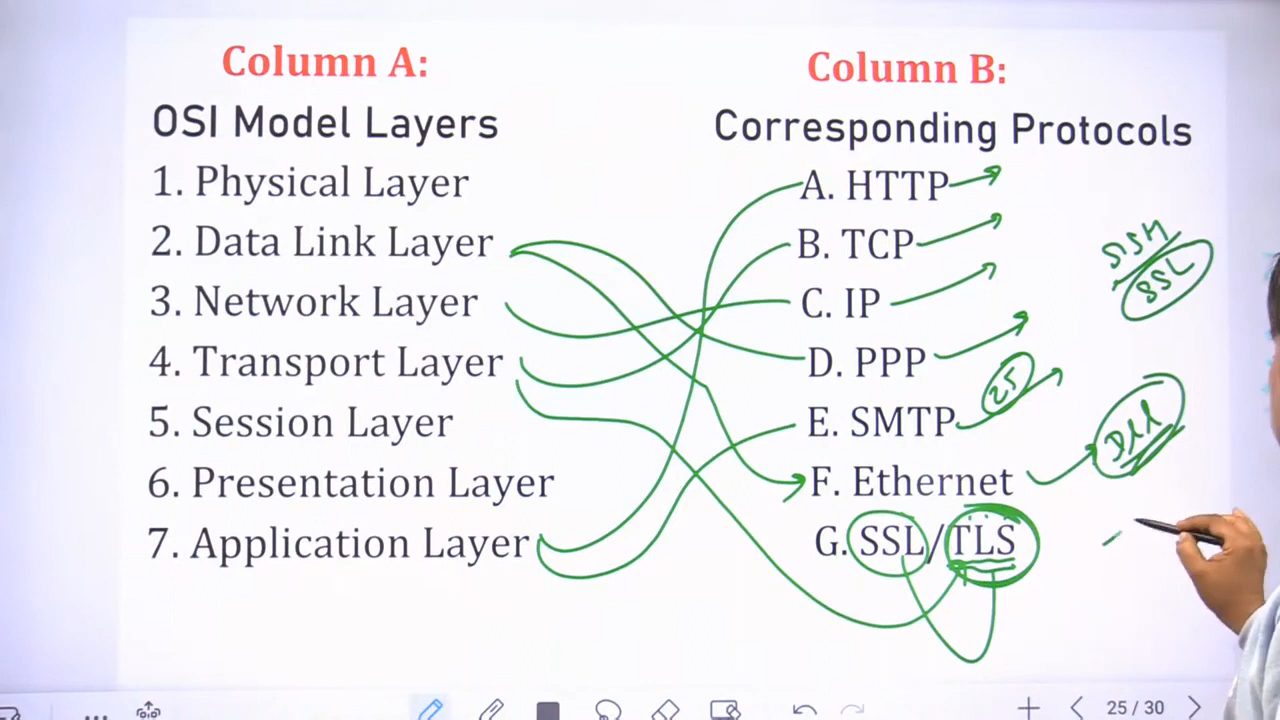 Column A:
OSI Model Layers
1. Physical Layer
2. Data Link Layer
3. Network Layer
4. Transport Layer
5. Session Layer
6. Presentation Layer
7. Application Layer
Column B:
Corresponding Protocols
A. HTTP
B. TCP
C. IP
D. PPP
E. SMTP
25
F. Ethernet
DLL
G. SSL/TLS
SSL
25/30